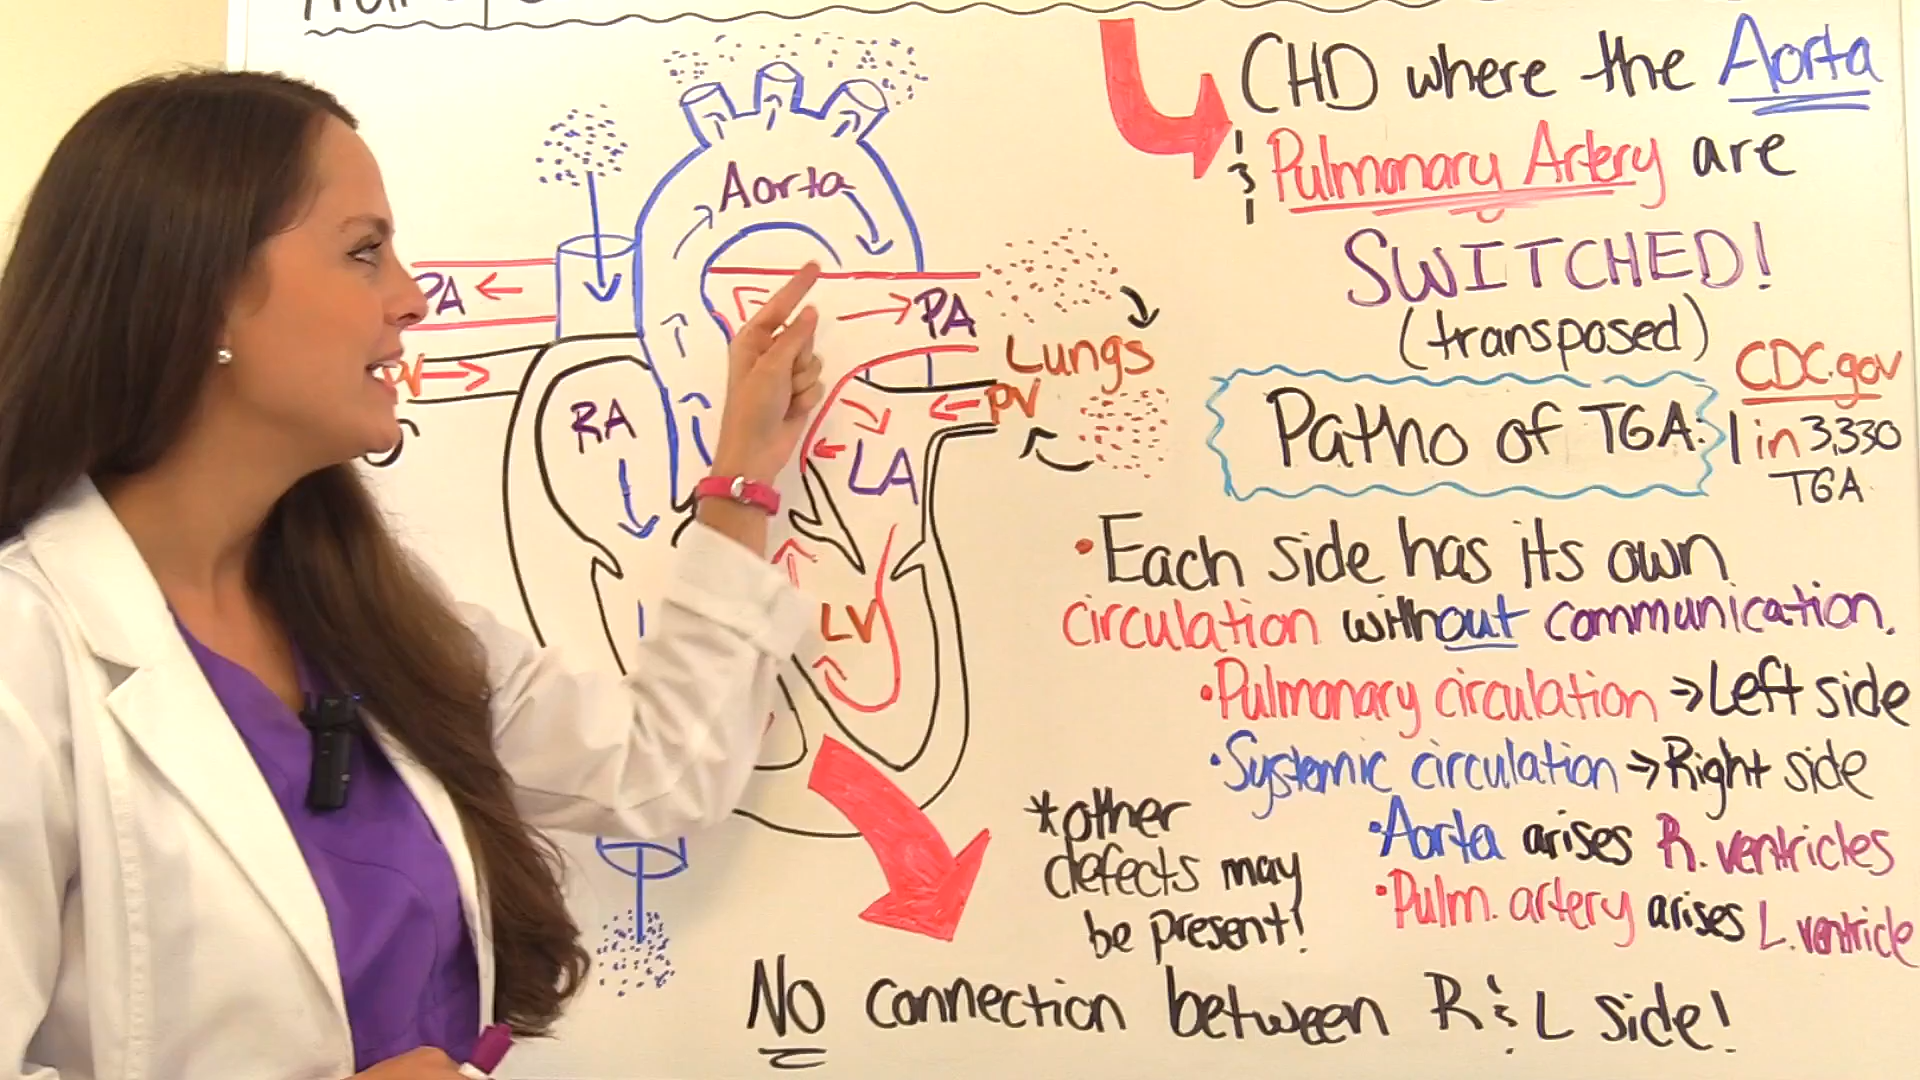 CHD where the Aorta
& Pulmonary Artery are
SWITCHED!
(transposed)
CDC.gov
1 in 3,330
TGA
Patho of TGA:
• Each side has its own
circulation without communication.
• Pulmonary circulation → Left side
• Systemic circulation → Right side
• Aorta arises R. ventricles
• Pulm. artery arises L. ventricle
*other
defects may
be present!
NO connection between R & L side!
Aorta
PA
PA
Lungs
PV
PV
RA
LA
LV